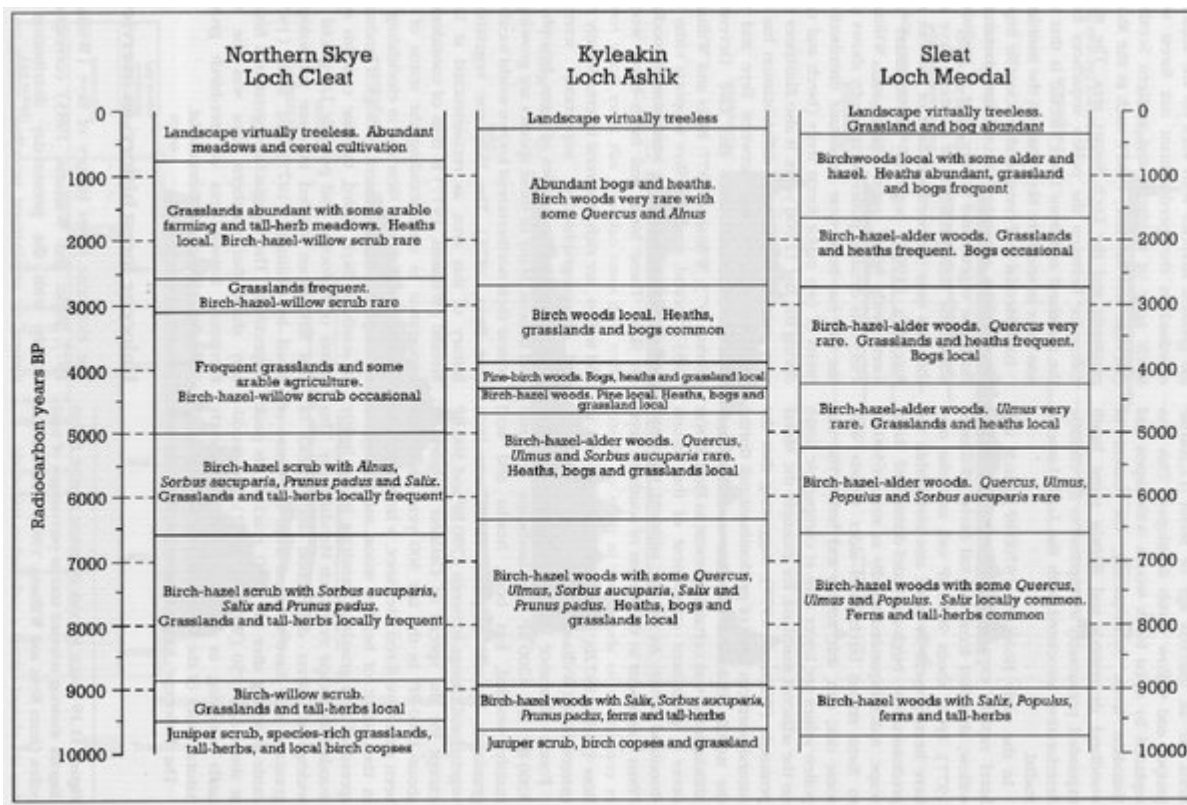 Northern Skye
Loch Cleat
Kyleakin
Loch Ashik
Sleat
Loch Meodal
Radiocarbon years BP
0
1000
2000
3000
4000
5000
6000
7000
8000
9000
10000
Landscape virtually treeless. Abundant
meadows and cereal cultivation
Grasslands abundant with some arable
farming and tall-herb meadows. Heaths
local. Birch-hazel-willow scrub rare
Grasslands frequent.
Birch-hazel-willow scrub rare
Frequent grasslands and some
arable agriculture.
Birch-hazel-willow scrub occasional
Birch-hazel scrub with Alnus,
Sorbus aucuparia, Prunus padus and Salix.
Grasslands and tall-herbs locally frequent
Birch-hazel scrub with Sorbus aucuparia,
Salix and Prunus padus.
Grasslands and tall-herbs locally frequent
Birch-willow scrub.
Grasslands and tall-herbs local
Juniper scrub, species-rich grasslands,
tall-herbs, and local birch copses
Landscape virtually treeless
Abundant bogs and heaths.
Birch woods very rare with
some Quercus and Alnus
Birch woods local. Heaths,
grasslands and bogs common
Pine-birch woods. Bogs, heaths and grassland local
Birch-hazel woods. Pine local. Heaths, bogs and
grassland local
Birch-hazel-alder woods. Quercus,
Ulmus and Sorbus aucuparia rare.
Heaths, bogs and grasslands local
Birch-hazel woods with some Quercus,
Ulmus, Sorbus aucuparia, Salix and
Prunus padus. Heaths, bogs and
grasslands local
Birch-hazel woods with Salix, Sorbus aucuparia,
Prunus padus, ferns and tall-herbs
Juniper scrub, birch copses and grassland
Landscape virtually treeless.
Grassland and bog abundant
Birchwoods local with some alder and
hazel. Heaths abundant, grassland
and bogs frequent
Birch-hazel-alder woods. Grasslands
and heaths frequent. Bogs occasional
Birch-hazel-alder woods. Quercus very
rare. Grasslands and heaths frequent.
Bogs local
Birch-hazel-alder woods. Ulmus very
rare. Grasslands and heaths local
Birch-hazel-alder woods. Quercus, Ulmus,
Populus and Sorbus aucuparia rare
Birch-hazel woods with some Quercus,
Ulmus and Populus. Salix locally common.
Ferns and tall-herbs common
Birch-hazel woods with Salix, Populus,
ferns and tall-herbs
0
1000
2000
3000
4000
5000
6000
7000
8000
9000
10000